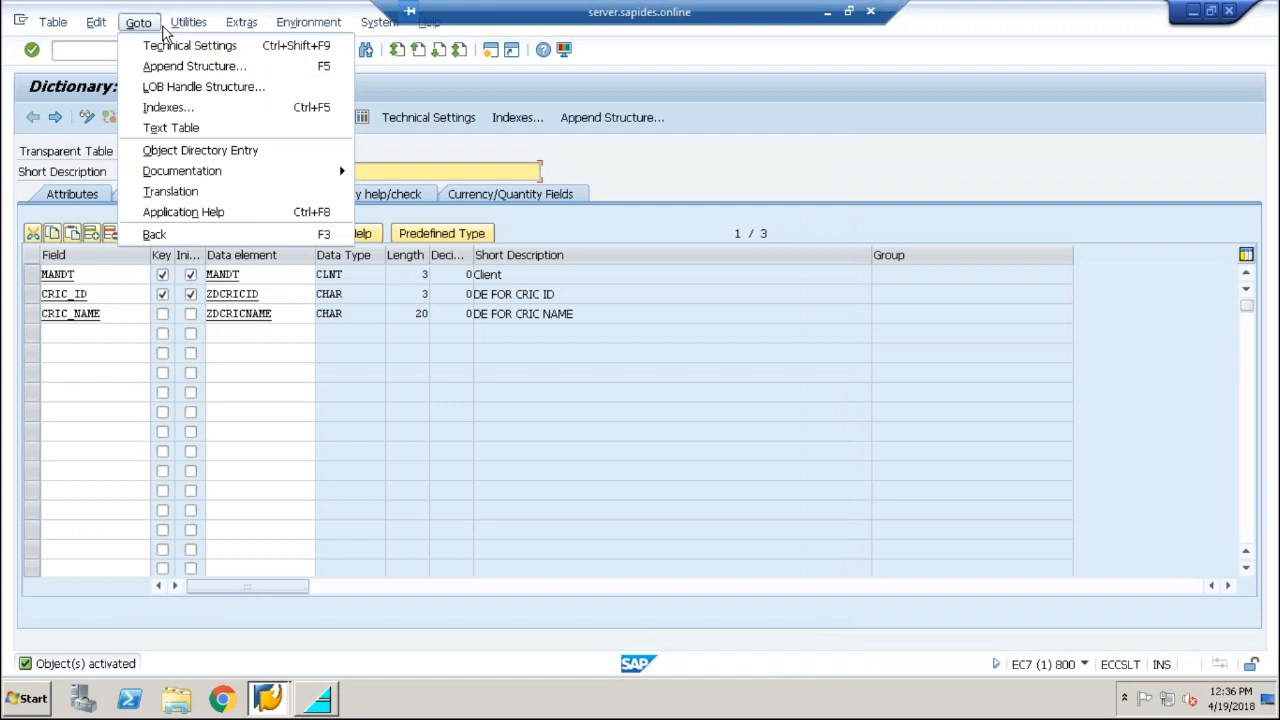 server.sapides.online
Table Edit Goto Utilities Extras Environment System Help
Technical Settings Ctrl+Shift+F9
Append Structure... F5
LOB Handle Structure...
Indexes... Ctrl+F5
Text Table
Object Directory Entry
Documentation
Translation
Application Help Ctrl+F8
Back F3
Dictionary:
Technical Settings Indexes... Append Structure...
Transparent Table
Short Description
Attributes y help/check Currency/Quantity Fields
elp Predefined Type 1 / 3
Field Key Ini... Data element Data Type Length Deci... Short Description Group
MANDT MANDT CLNT 3 0 Client
CRIC_ID ZDCRICID CHAR 3 0 DE FOR CRIC ID
CRIC_NAME ZDCRICNAME CHAR 20 0 DE FOR CRIC NAME
Object(s) activated SAP EC7 (1) 800 ECCSLT INS
Start 12:36 PM
4/19/2018